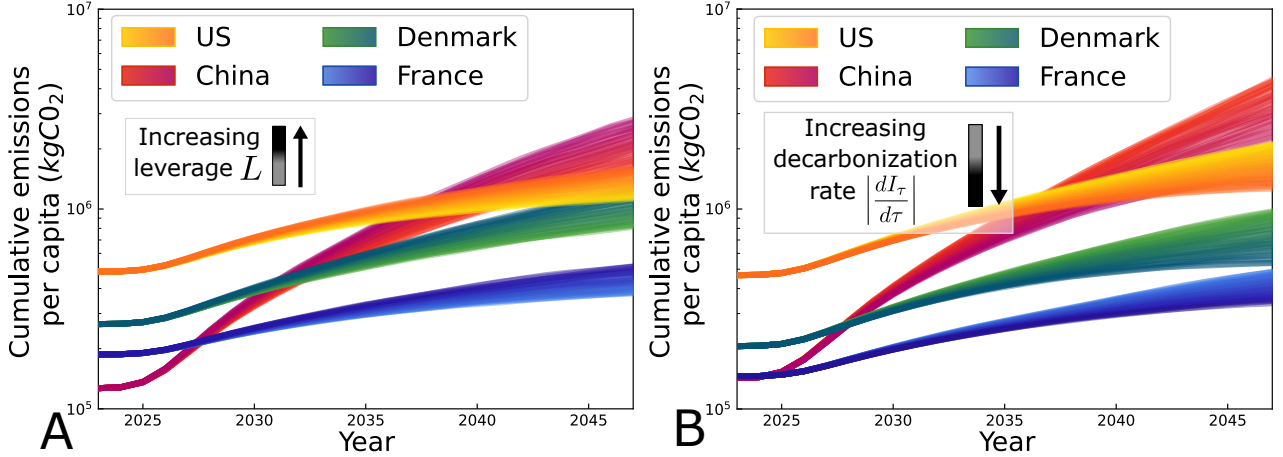 10⁷
US
Denmark
China
France
Increasing
leverage L
Cumulative emissions
per capita (kgC0₂)
10⁶
10⁵
2025
2030
2035
2040
2045
Year
A
10⁷
US
Denmark
China
France
Increasing
decarbonization
rate |dI_τ/dτ|
Cumulative emissions
per capita (kgC0₂)
10⁶
10⁵
2025
2030
2035
2040
2045
Year
B